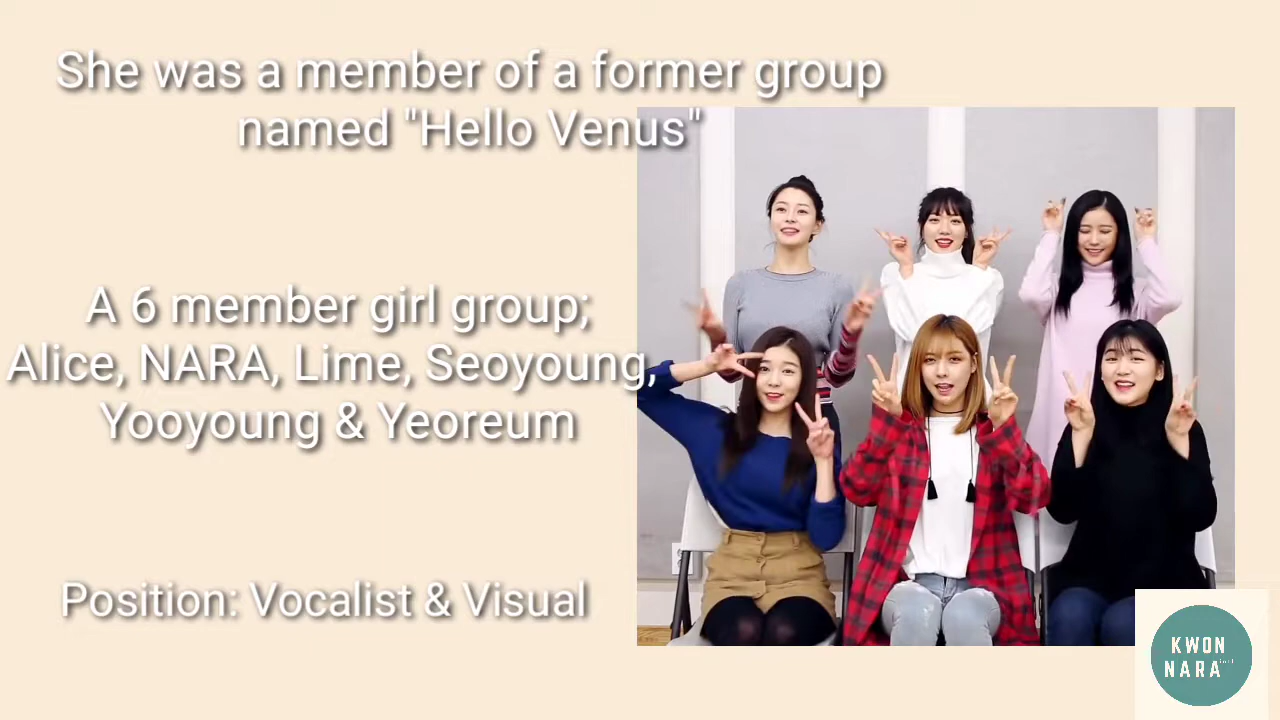 She was a member of a former group
named "Hello Venus"
A 6 member girl group;
Alice, NARA, Lime, Seoyoung,
Yooyoung & Yeoreum
Position: Vocalist & Visual
KWON
NARA